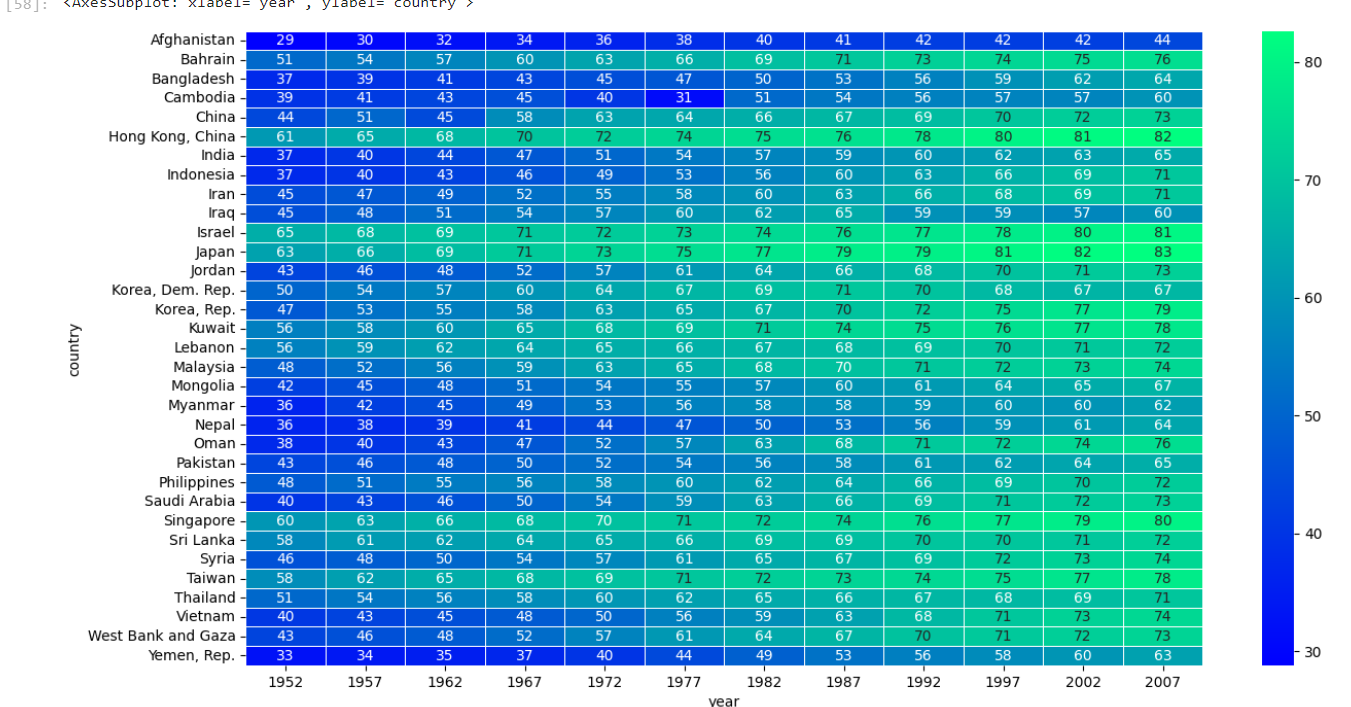 [58]: <AxesSubplot: xlabel='year', ylabel='country'>
Afghanistan 29 30 32 34 36 38 40 41 42 42 42 44
Bahrain 51 54 57 60 63 66 69 71 73 74 75 76
Bangladesh 37 39 41 43 45 47 50 53 56 59 62 64
Cambodia 39 41 43 45 40 31 51 54 56 57 57 60
China 44 51 45 58 63 64 66 67 69 70 72 73
Hong Kong, China 61 65 68 70 72 74 75 76 78 80 81 82
India 37 40 44 47 51 54 57 59 60 62 63 65
Indonesia 37 40 43 46 49 53 56 60 63 66 69 71
Iran 45 47 49 52 55 58 60 63 66 68 69 71
Iraq 45 48 51 54 57 60 62 65 59 59 57 60
Israel 65 68 69 71 72 73 74 76 77 78 80 81
Japan 63 66 69 71 73 75 77 79 79 81 82 83
Jordan 43 46 48 52 57 61 64 66 68 70 71 73
Korea, Dem. Rep. 50 54 57 60 64 67 69 71 70 68 67 67
Korea, Rep. 47 53 55 58 63 65 67 70 72 75 77 79
Kuwait 56 58 60 65 68 69 71 74 75 76 77 78
Lebanon 56 59 62 64 65 66 67 68 69 70 71 72
Malaysia 48 52 56 59 63 65 68 70 71 72 73 74
Mongolia 42 45 48 51 54 55 57 60 61 64 65 67
Myanmar 36 42 45 49 53 56 58 58 59 60 60 62
Nepal 36 38 39 41 44 47 50 53 56 59 61 64
Oman 38 40 43 47 52 57 63 68 71 72 74 76
Pakistan 43 46 48 50 52 54 56 58 61 62 64 65
Philippines 48 51 55 56 58 60 62 64 66 69 70 72
Saudi Arabia 40 43 46 50 54 59 63 66 69 71 72 73
Singapore 60 63 66 68 70 71 72 74 76 77 79 80
Sri Lanka 58 61 62 64 65 66 69 69 70 70 71 72
Syria 46 48 50 54 57 61 65 67 69 72 73 74
Taiwan 58 62 65 68 69 71 72 73 74 75 77 78
Thailand 51 54 56 58 60 62 65 66 67 68 69 71
Vietnam 40 43 45 48 50 56 59 63 68 71 73 74
West Bank and Gaza 43 46 48 52 57 61 64 67 70 71 72 73
Yemen, Rep. 33 34 35 37 40 44 49 53 56 58 60 63
1952 1957 1962 1967 1972 1977 1982 1987 1992 1997 2002 2007
year
country
80
70
60
50
40
30